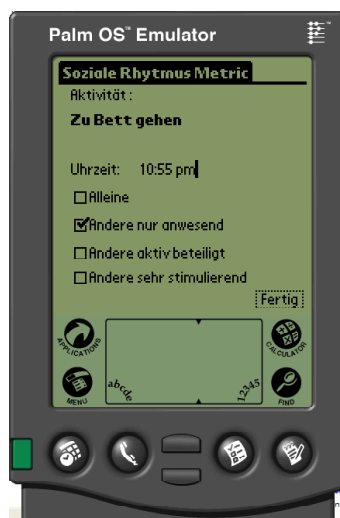 Palm OS™ Emulator
Soziale Rhytmus Metric
Aktivität:
Zu Bett gehen
Uhrzeit: 10:55 pm
Alleine
Andere nur anwesend
Andere aktiv beteiligt
Andere sehr stimulierend
Fertig
APPLICATIONS
CALCULATOR
MENU
abcde
12345
FIND